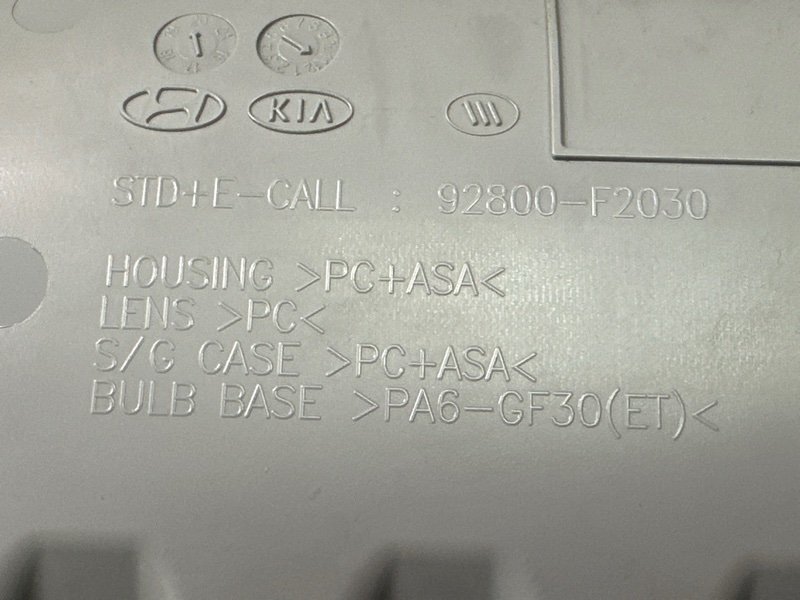 KIA
STD+E-CALL : 92800-F2030
HOUSING >PC+ASA<
LENS >PC<
S/G CASE >PC+ASA<
BULB BASE >PA6-GF30(ET)<